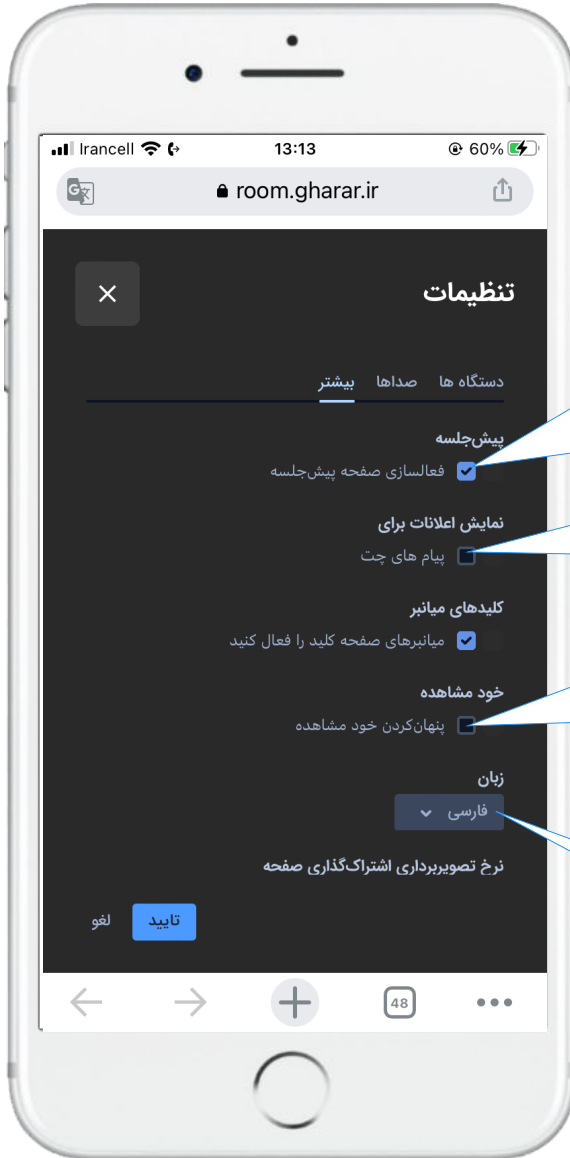 Irancell 13:13 60%
room.gharar.ir
تنظیمات
دستگاه ها صداها بیشتر
پیش‌جلسه
فعالسازی صفحه پیش‌جلسه
نمایش اعلانات برای
پیام های چت
کلیدهای میانبر
میانبرهای صفحه کلید را فعال کنید
خود مشاهده
پنهان‌کردن خود مشاهده
زبان
فارسی
نرخ تصویربرداری اشتراک‌گذاری صفحه
تایید لغو
48